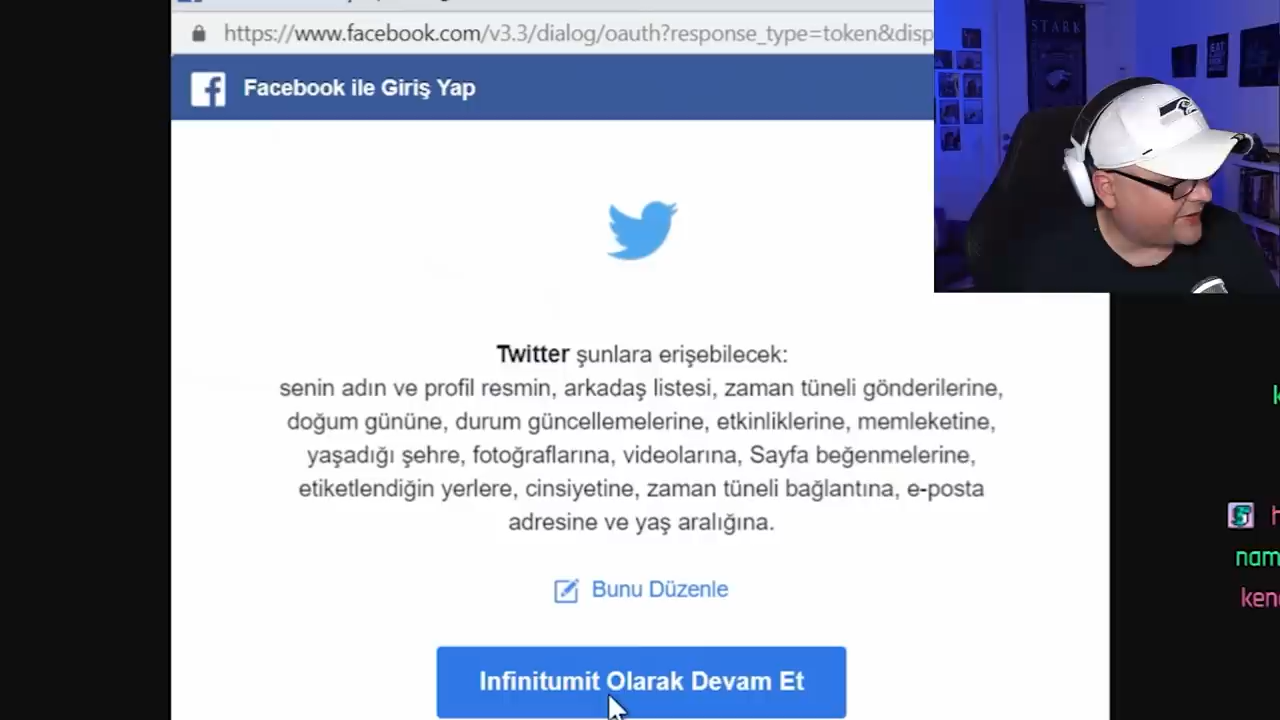 https://www.facebook.com/v3.3/dialog/oauth?response_type=token&disp
STARK
Facebook ile Giriş Yap
Twitter şunlara erişebilecek:
senin adın ve profil resmin, arkadaş listesi, zaman tüneli gönderilerine,
doğum gününe, durum güncellemelerine, etkinliklerine, memleketine,
yaşadığı şehre, fotoğraflarına, videolarına, Sayfa beğenmelerine,
etiketlendiğin yerlere, cinsiyetine, zaman tüneli bağlantına, e-posta
adresine ve yaş aralığına.
Bunu Düzenle
nam
Infinitumit Olarak Devam Et